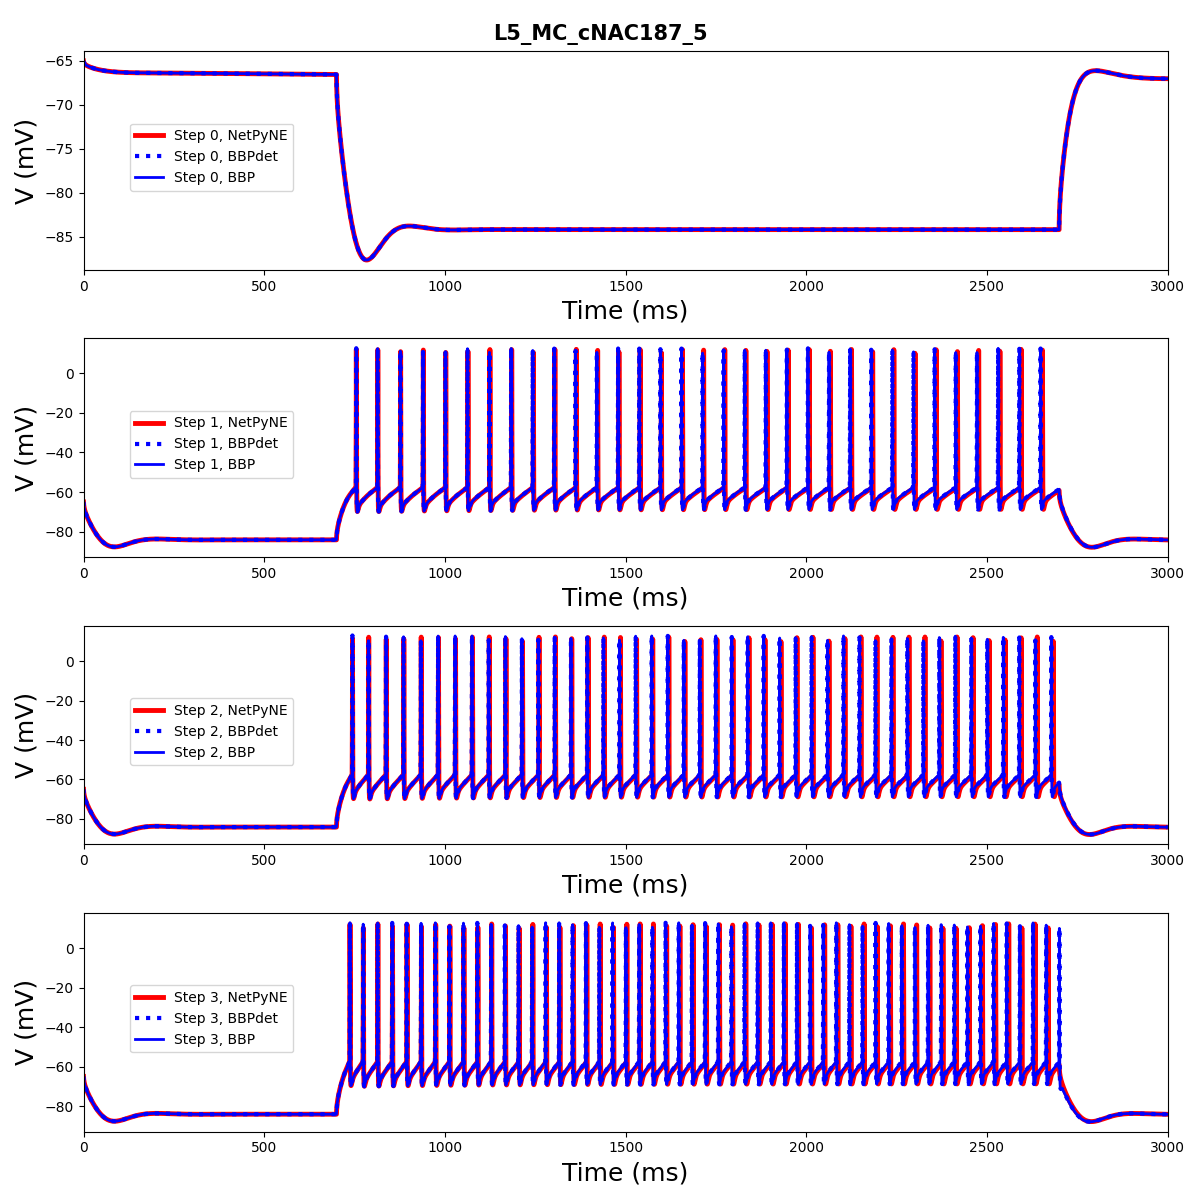 L5_MC_cNAC187_5
−65
−70
−75
−80
−85
V (mV)
Step 0, NetPyNE
Step 0, BBPdet
Step 0, BBP
0 500 1000 1500 2000 2500 3000
Time (ms)
0
−20
−40
−60
−80
V (mV)
Step 1, NetPyNE
Step 1, BBPdet
Step 1, BBP
0 500 1000 1500 2000 2500 3000
Time (ms)
0
−20
−40
−60
−80
V (mV)
Step 2, NetPyNE
Step 2, BBPdet
Step 2, BBP
0 500 1000 1500 2000 2500 3000
Time (ms)
0
−20
−40
−60
−80
V (mV)
Step 3, NetPyNE
Step 3, BBPdet
Step 3, BBP
0 500 1000 1500 2000 2500 3000
Time (ms)